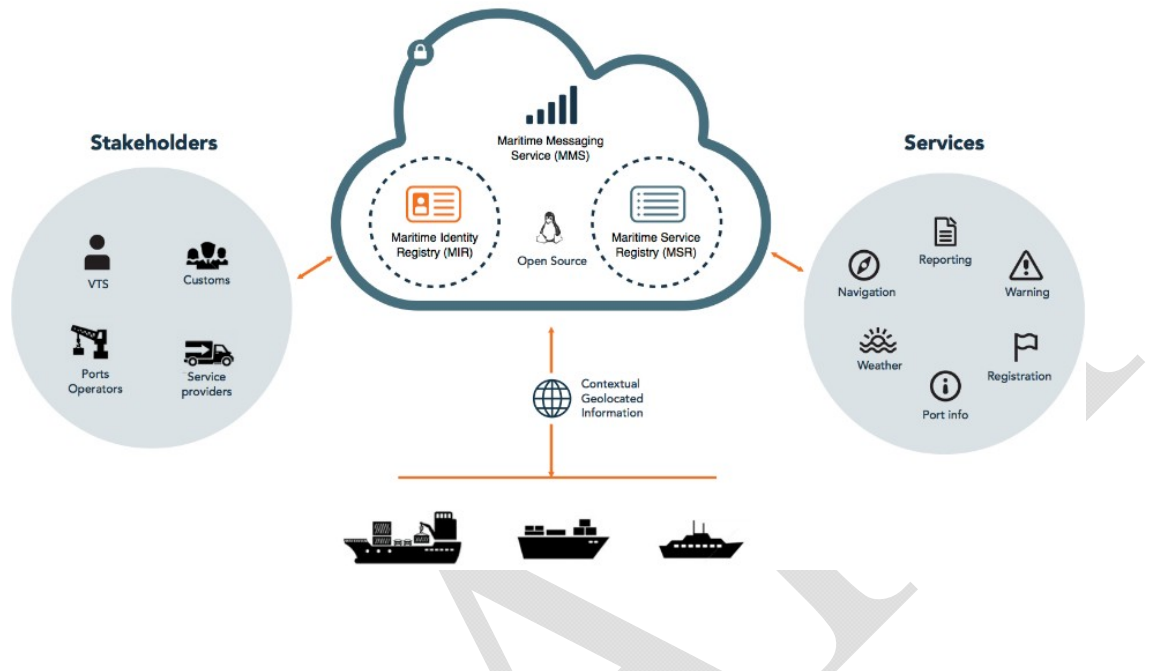 Stakeholders
VTS
Customs
Ports
Operators
Service
providers
Maritime Messaging
Service (MMS)
Maritime Identity
Registry (MIR)
Open Source
Maritime Service
Registry (MSR)
Contextual
Geolocated
Information
Services
Reporting
Navigation
Warning
Weather
Registration
Port info